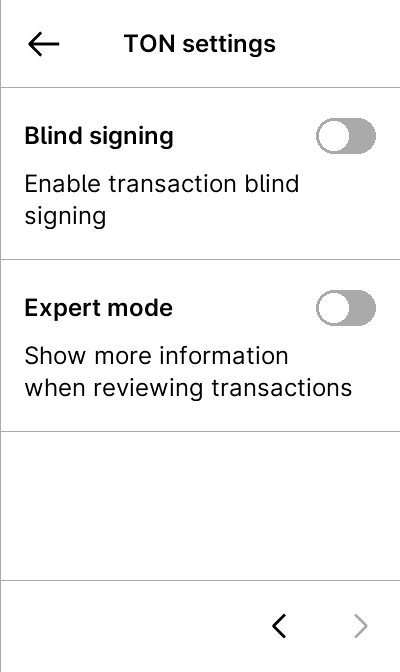 TON settings
Blind signing
Enable transaction blind
signing
Expert mode
Show more information
when reviewing transactions